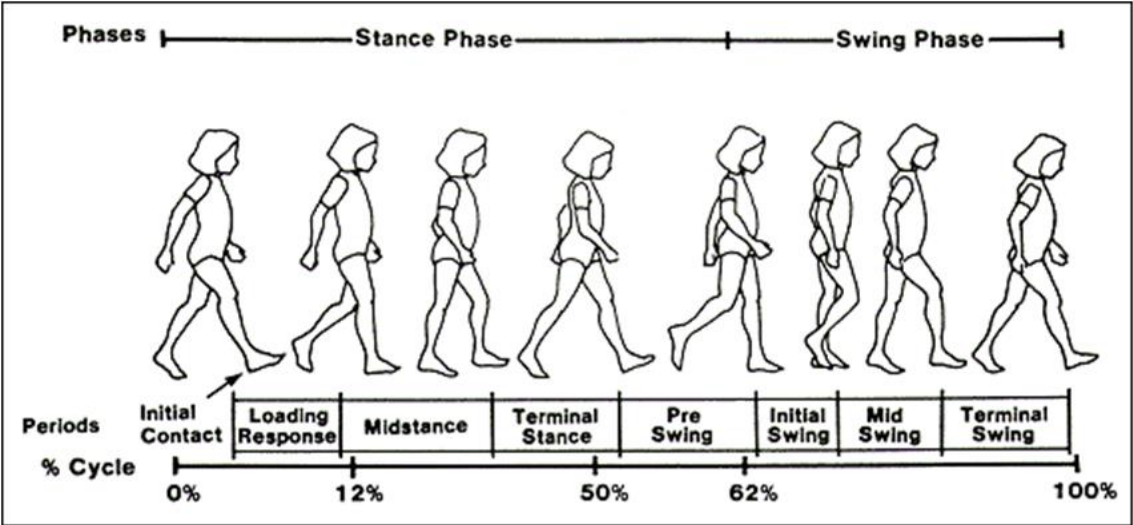 Phases Stance Phase Swing Phase
Initial Contact
Loading Response
Midstance
Terminal Stance
Pre Swing
Initial Swing
Mid Swing
Terminal Swing
Periods
% Cycle
0% 12% 50% 62% 100%